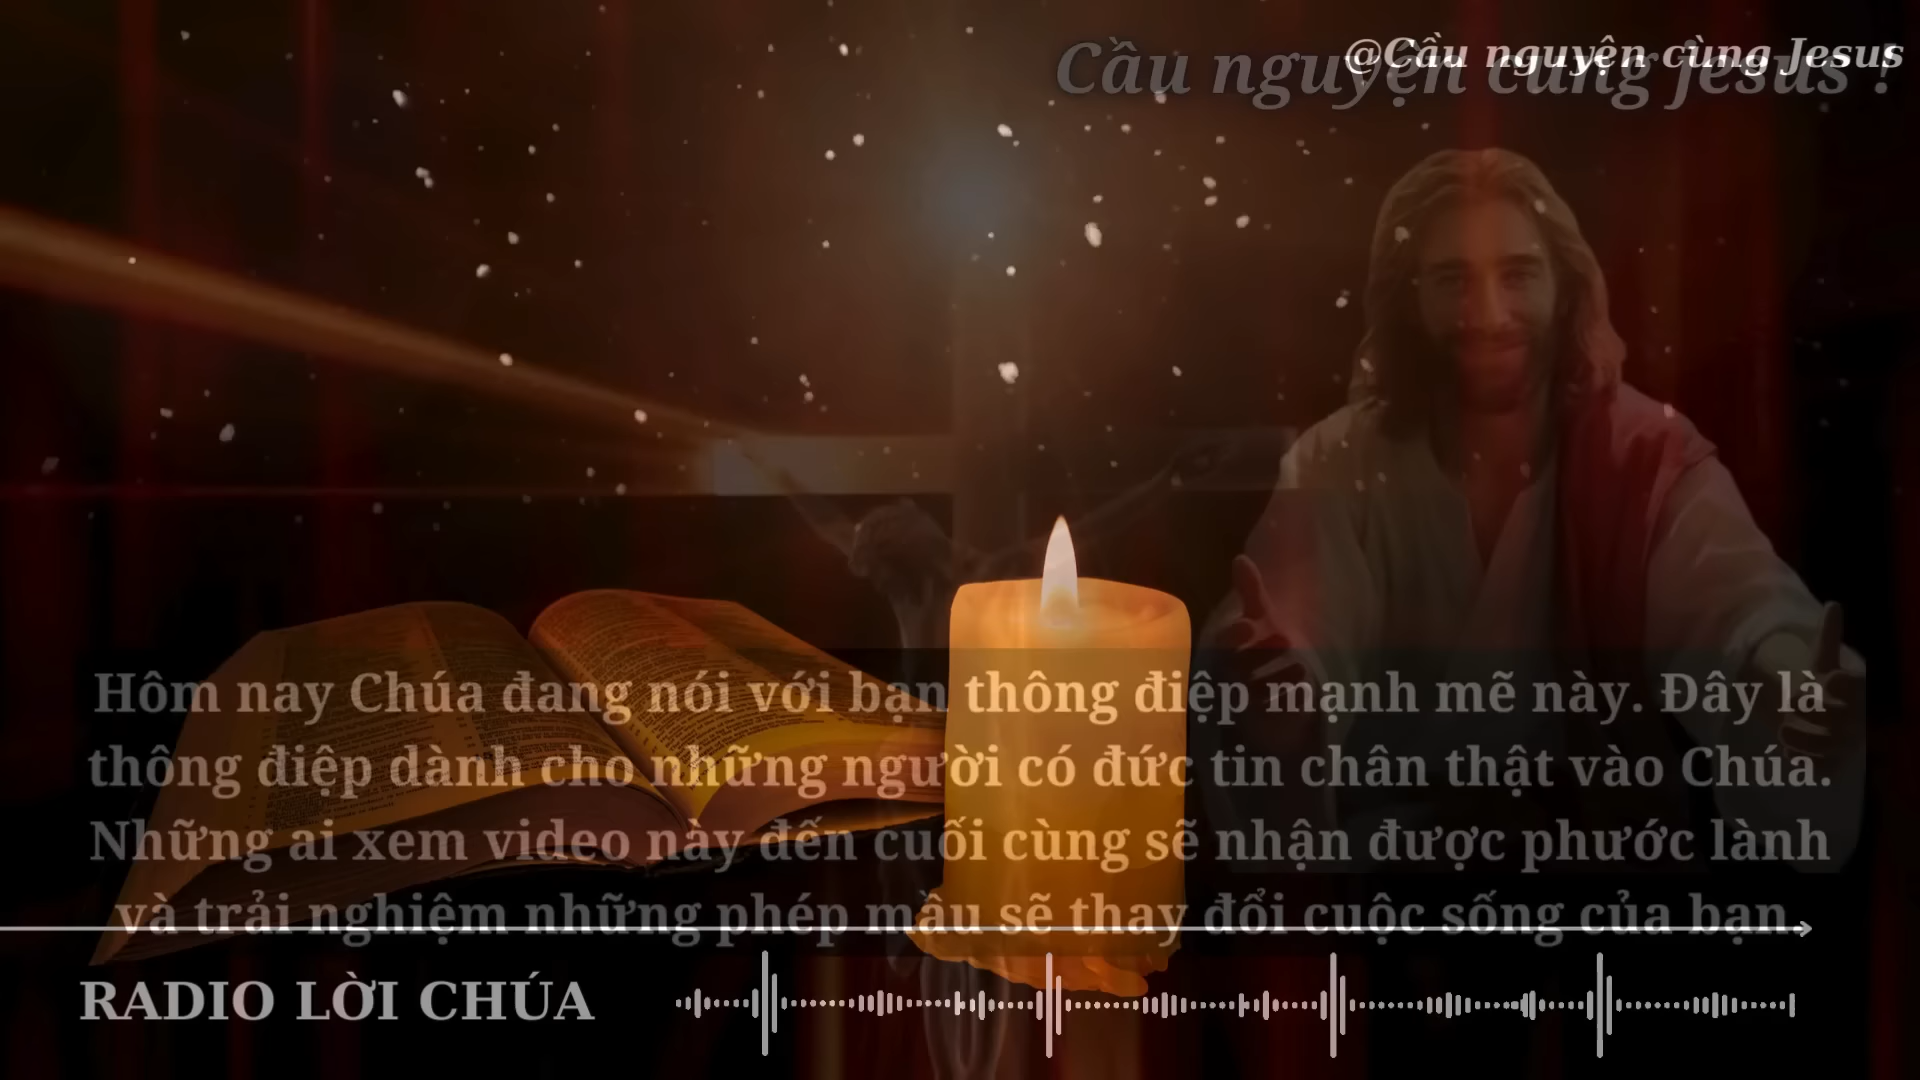 @Cầu nguyện cùng Jesus
Cầu nguyện cùng jesus !
Hôm nay Chúa đang nói với bạn thông điệp mạnh mẽ này. Đây là
thông điệp dành cho những người có đức tin chân thật vào Chúa.
Những ai xem video này đến cuối cùng sẽ nhận được phước lành
và trải nghiệm những phép mầu sẽ thay đổi cuộc sống của bạn.
RADIO LỜI CHÚA